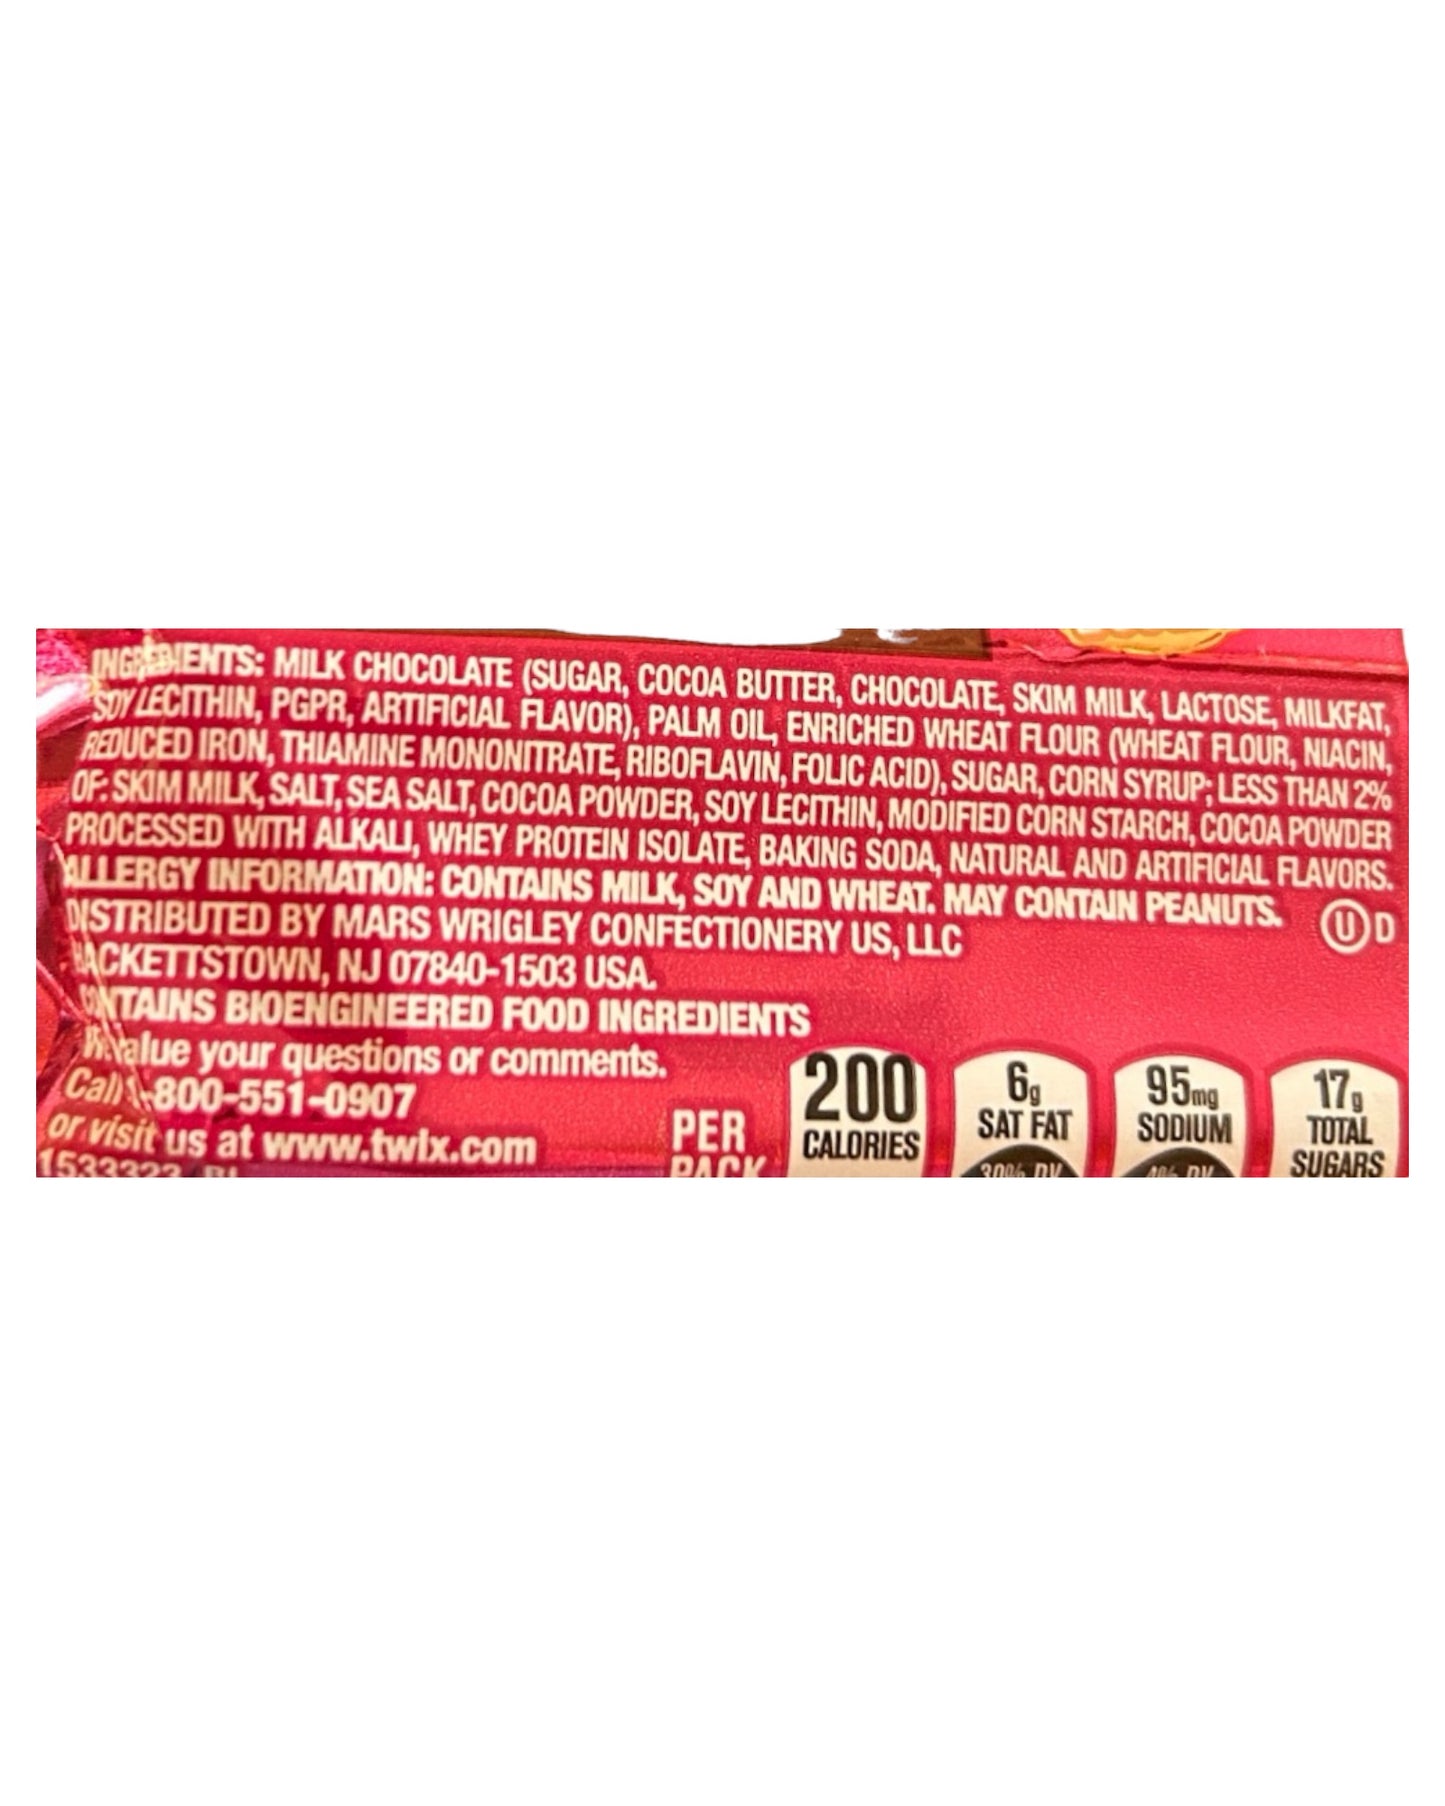 INGREDIENTS: MILK CHOCOLATE (SUGAR, COCOA BUTTER, CHOCOLATE, SKIM MILK, LACTOSE, MILKFAT,
SOY LECITHIN, PGPR, ARTIFICIAL FLAVOR), PALM OIL, ENRICHED WHEAT FLOUR (WHEAT FLOUR, NIACIN,
REDUCED IRON, THIAMINE MONONITRATE, RIBOFLAVIN, FOLIC ACID), SUGAR, CORN SYRUP; LESS THAN 2%
OF: SKIM MILK, SALT, SEA SALT, COCOA POWDER, SOY LECITHIN, MODIFIED CORN STARCH, COCOA POWDER
PROCESSED WITH ALKALI, WHEY PROTEIN ISOLATE, BAKING SODA, NATURAL AND ARTIFICIAL FLAVORS.
ALLERGY INFORMATION: CONTAINS MILK, SOY AND WHEAT. MAY CONTAIN PEANUTS. U D
DISTRIBUTED BY MARS WRIGLEY CONFECTIONERY US, LLC
HACKETTSTOWN, NJ 07840-1503 USA.
CONTAINS BIOENGINEERED FOOD INGREDIENTS
We value your questions or comments.
Call 1-800-551-0907
or visit us at www.twix.com
PER
PACK
200
CALORIES
6g
SAT FAT
30% DV
95mg
SODIUM
4% DV
17g
TOTAL
SUGARS